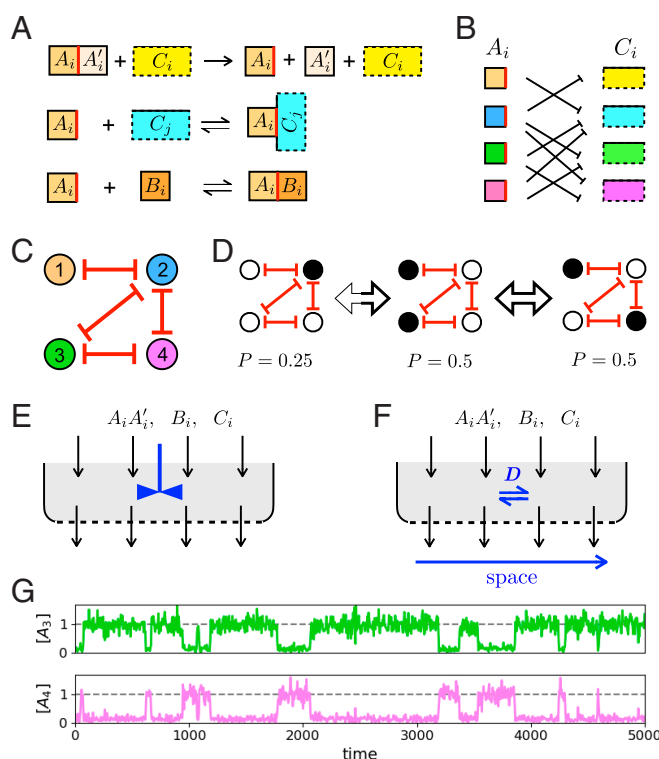 A
A_i A'_i + C_i → A_i + A'_i + C_i
A_i + C_j ⇌ A_i C_j
A_i + B_i ⇌ A_i B_i
B
A_i C_i
C
1 2
3 4
D
P = 0.25 P = 0.5 P = 0.5
E
A_i A'_i, B_i, C_i
F
A_i A'_i, B_i, C_i
D
space
G
[A_3]
1
0
[A_4]
1
0
0 1000 2000 3000 4000 5000
time